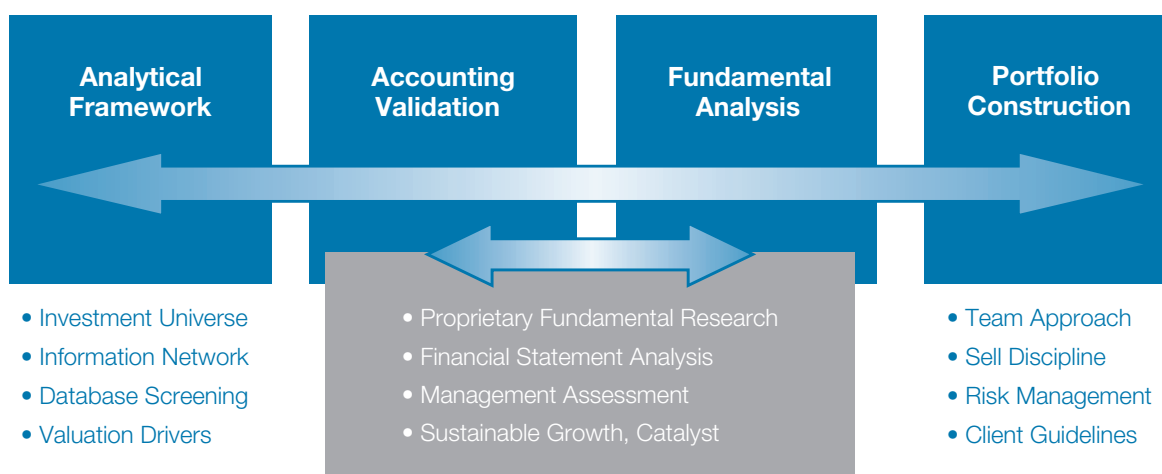 Analytical
Framework
Accounting
Validation
Fundamental
Analysis
Portfolio
Construction
• Investment Universe
• Information Network
• Database Screening
• Valuation Drivers
• Proprietary Fundamental Research
• Financial Statement Analysis
• Management Assessment
• Sustainable Growth, Catalyst
• Team Approach
• Sell Discipline
• Risk Management
• Client Guidelines